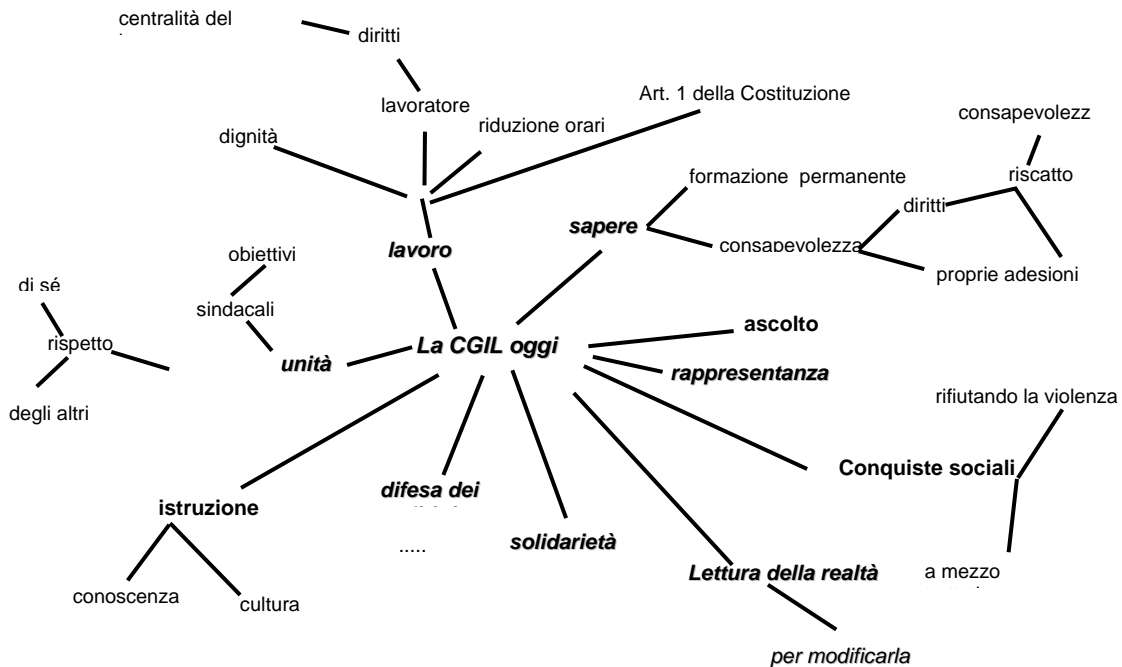 centralità del
diritti
lavoratore
Art. 1 della Costituzione
riduzione orari
dignità
consapevolezz
formazione permanente
riscatto
diritti
sapere
consapevolezza
lavoro
obiettivi
proprie adesioni
di sé
sindacali
ascolto
rispetto
La CGIL oggi
unità
rappresentanza
rifiutando la violenza
degli altri
Conquiste sociali
difesa dei
istruzione
solidarietà
.....
Lettura della realtà
a mezzo
conoscenza
cultura
per modificarla